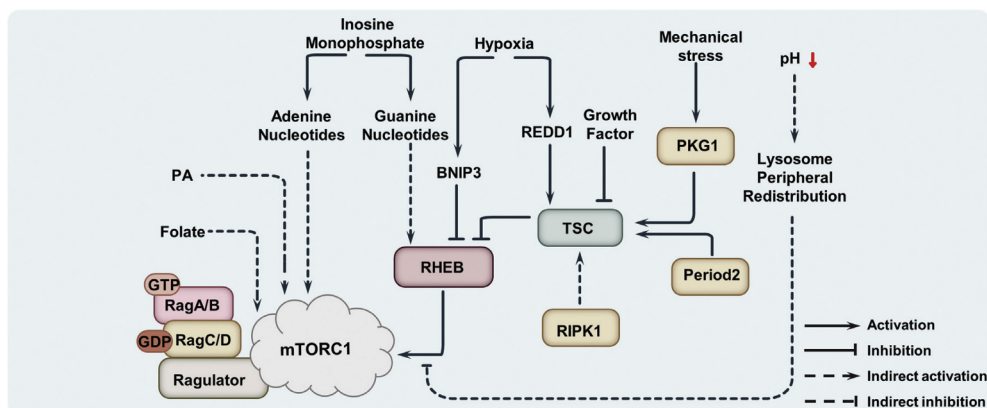 Inosine
Monophosphate
Hypoxia
Mechanical
stress
pH
Adenine
Nucleotides
Guanine
Nucleotides
REDD1
Growth
Factor
PKG1
BNIP3
Lysosome
Peripheral
Redistribution
PA
Folate
TSC
RHEB
Period2
GTP
RagA/B
GDP
RagC/D
Ragulator
mTORC1
RIPK1
Activation
Inhibition
Indirect activation
Indirect inhibition